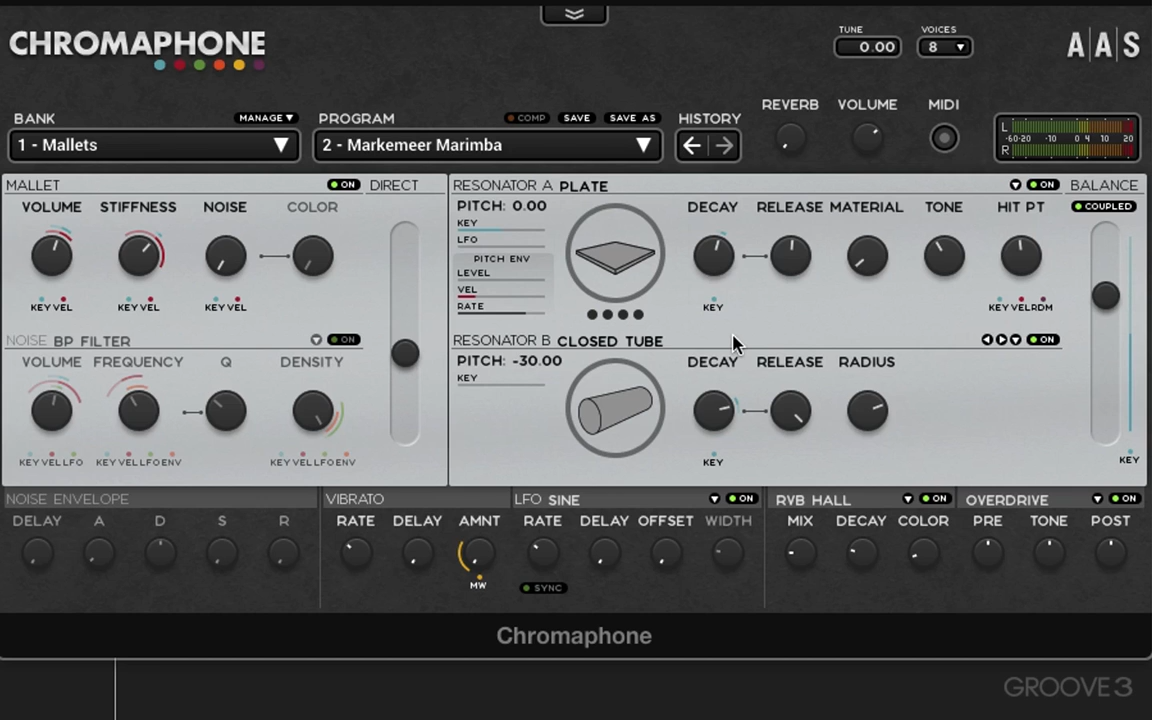 CHROMAPHONE
TUNE
0.00
VOICES
8
AAS
BANK
MANAGE
1 - Mallets
PROGRAM
COMP
SAVE
SAVE AS
2 - Markemeer Marimba
HISTORY
REVERB
VOLUME
MIDI
L
-60 -20 0 4 10 20
R
MALLET
ON
DIRECT
VOLUME
STIFFNESS
NOISE
COLOR
KEY VEL
KEY VEL
KEY VEL
NOISE BP FILTER
ON
VOLUME
FREQUENCY
Q
DENSITY
KEY VEL LFO
KEY VEL LFO ENV
KEY VEL LFO ENV
RESONATOR A PLATE
ON
BALANCE
PITCH: 0.00
KEY
LFO
PITCH ENV
LEVEL
VEL
RATE
DECAY
RELEASE
MATERIAL
TONE
HIT PT
COUPLED
KEY
KEY VEL RDM
RESONATOR B CLOSED TUBE
ON
PITCH: -30.00
KEY
DECAY
RELEASE
RADIUS
KEY
KEY
NOISE ENVELOPE
DELAY
A
D
S
R
VIBRATO
RATE
DELAY
AMNT
MW
LFO SINE
ON
RATE
DELAY
OFFSET
WIDTH
SYNC
RVB HALL
ON
MIX
DECAY
COLOR
OVERDRIVE
ON
PRE
TONE
POST
Chromaphone
GROOVE3